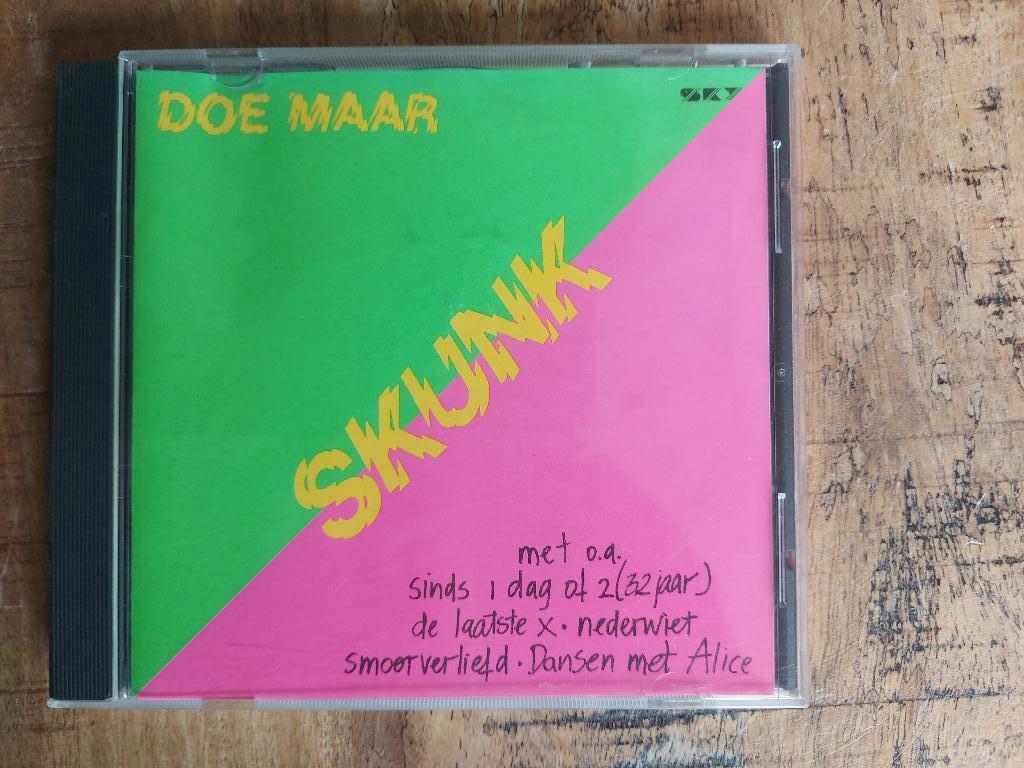 DOE MAAR
SKY
SKUNK
met o.a.
sinds 1 dag of 2 (32 jaar)
de laatste x · nederwiet
smoorverliefd · Dansen met Alice